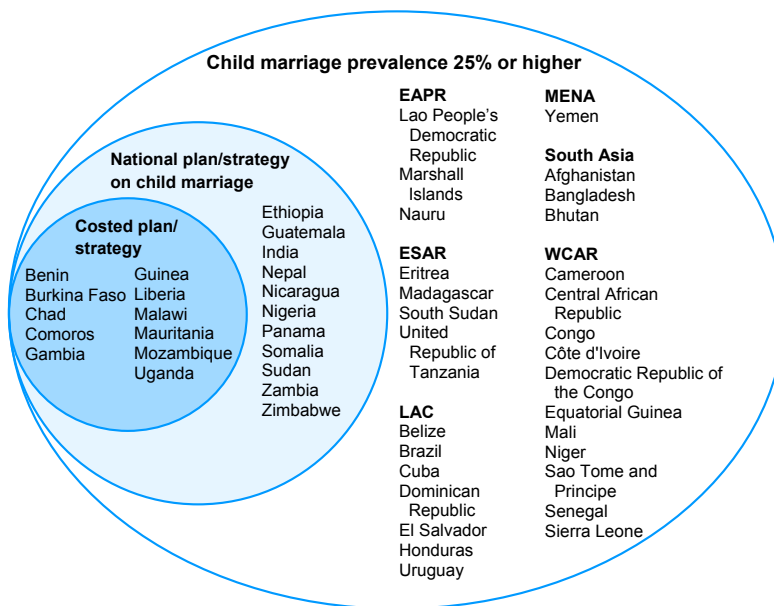 Child marriage prevalence 25% or higher
National plan/strategy
on child marriage
Costed plan/
strategy
Benin
Burkina Faso
Chad
Comoros
Gambia
Guinea
Liberia
Malawi
Mauritania
Mozambique
Uganda
Ethiopia
Guatemala
India
Nepal
Nicaragua
Nigeria
Panama
Somalia
Sudan
Zambia
Zimbabwe
EAPR
Lao People's
Democratic
Republic
Marshall
Islands
Nauru
ESAR
Eritrea
Madagascar
South Sudan
United
Republic of
Tanzania
LAC
Belize
Brazil
Cuba
Dominican
Republic
El Salvador
Honduras
Uruguay
MENA
Yemen
South Asia
Afghanistan
Bangladesh
Bhutan
WCAR
Cameroon
Central African
Republic
Congo
Côte d'Ivoire
Democratic Republic of
the Congo
Equatorial Guinea
Mali
Niger
Sao Tome and
Principe
Senegal
Sierra Leone